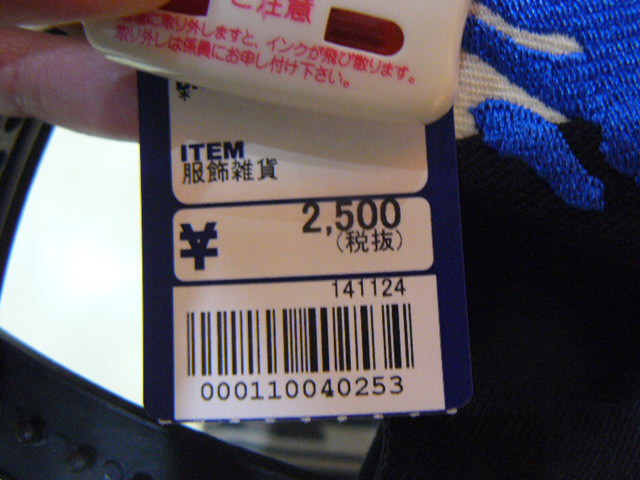 ご注意
に取り外しますと、インクが飛び散ります。
取り外しは係員にお申し付け下さい。
ITEM
服飾雑貨
¥ 2,500
(税抜)
141124
000110040253